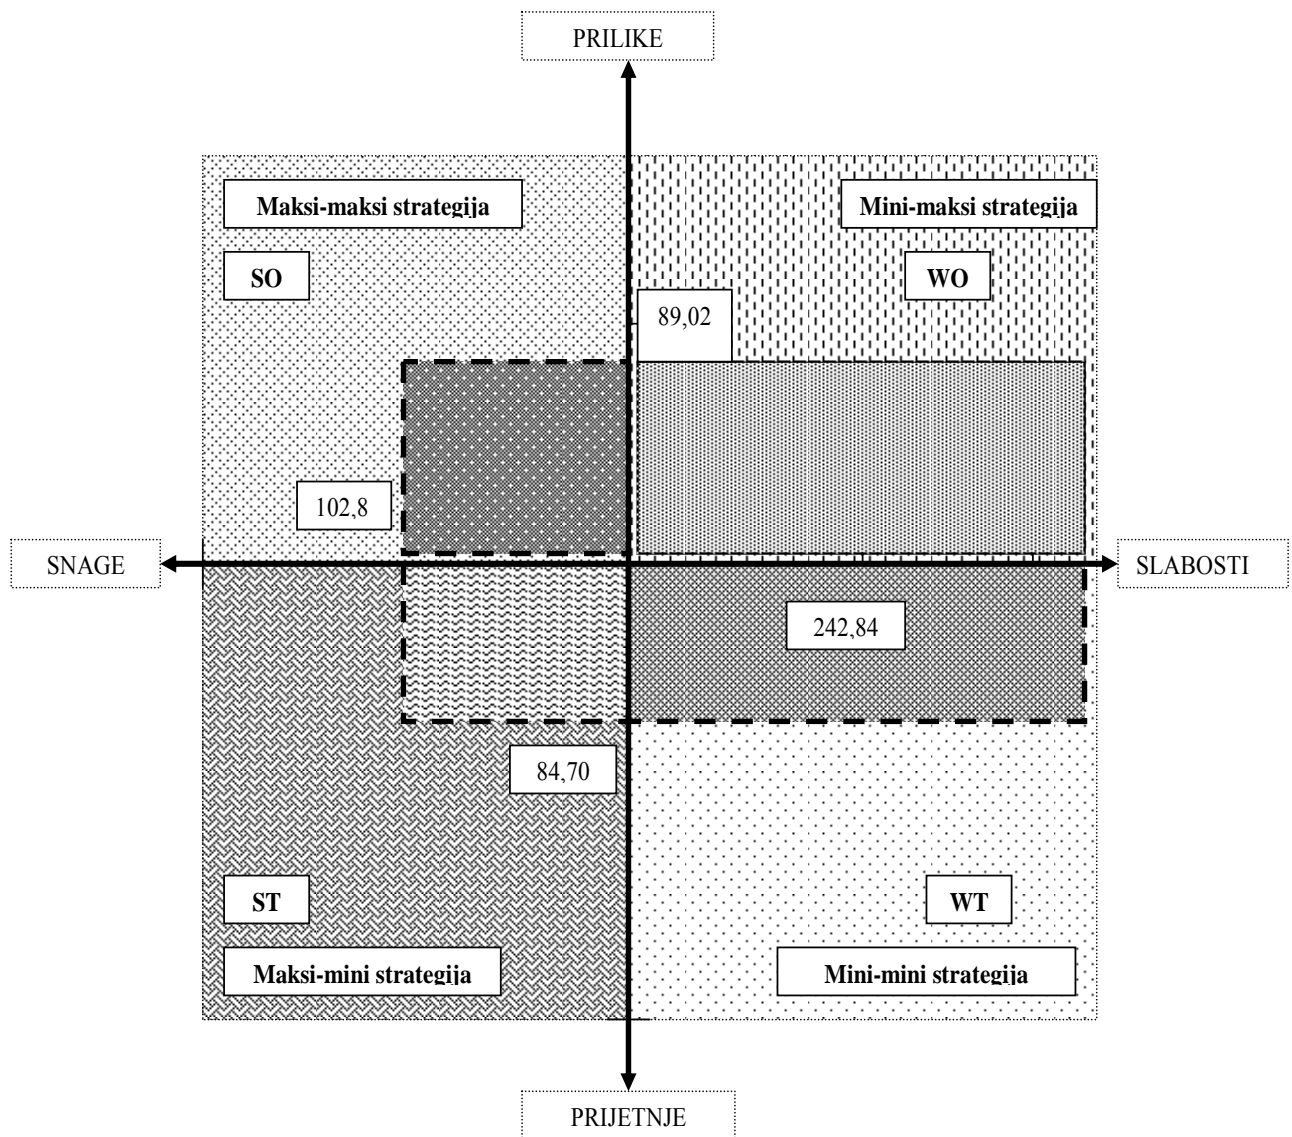 PRILIKE
Maksi-maksi strategija
Mini-maksi strategija
SO
WO
89,02
102,8
SNAGE
SLABOSTI
242,84
84,70
ST
WT
Maksi-mini strategija
Mini-mini strategija
PRIJETNJE